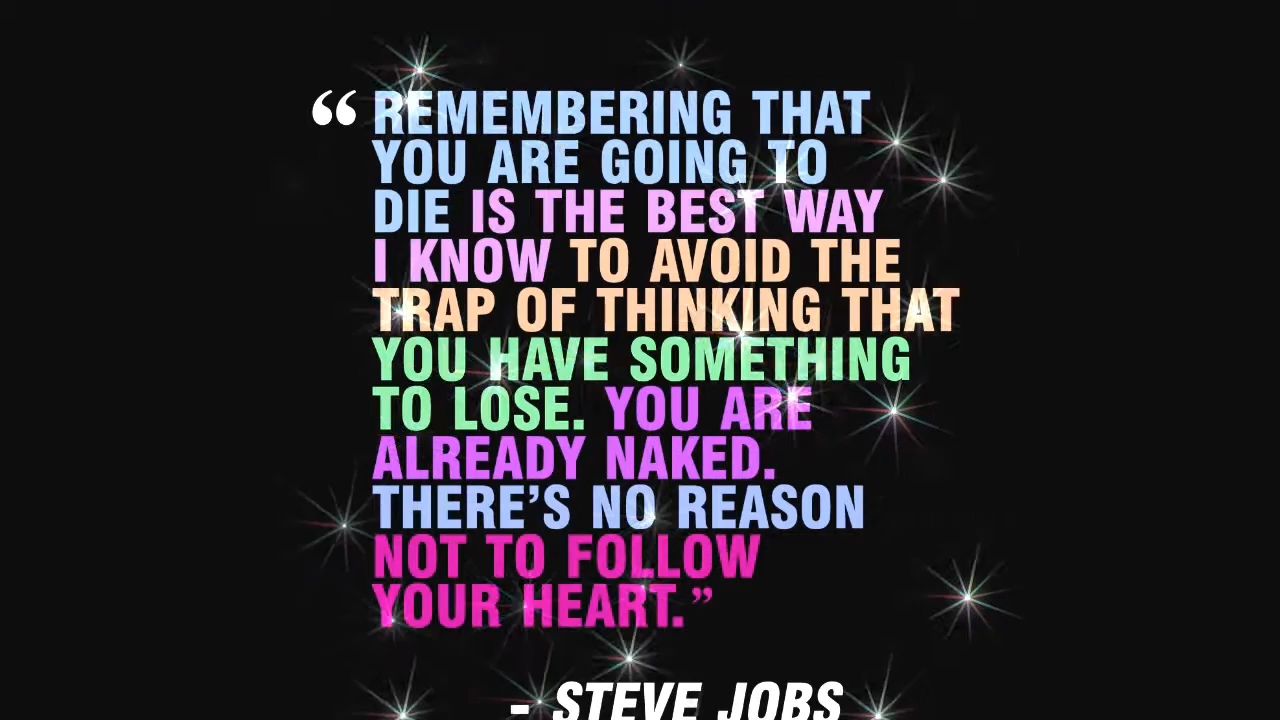 “ REMEMBERING THAT
YOU ARE GOING TO
DIE IS THE BEST WAY
I KNOW TO AVOID THE
TRAP OF THINKING THAT
YOU HAVE SOMETHING
TO LOSE. YOU ARE
ALREADY NAKED.
THERE’S NO REASON
NOT TO FOLLOW
YOUR HEART.”
- STEVE JOBS